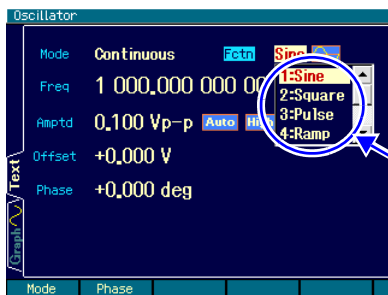 Oscillator
Mode Continuous Fctn Sine
Freq 1 000.000 000 00
Amptd 0.100 Vp-p Auto High
Offset +0.000 V
Phase +0.000 deg
1:Sine
2:Square
3:Pulse
4:Ramp
Text
Graph
Mode Phase